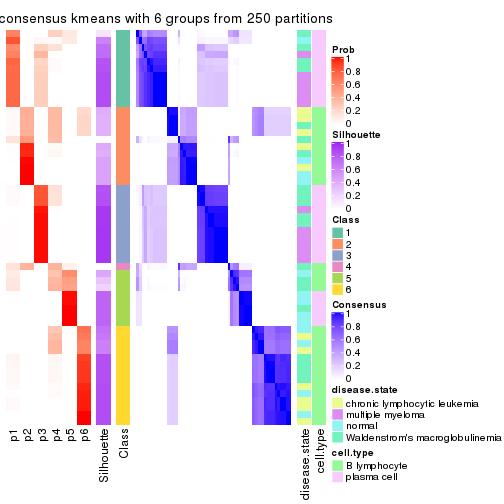 consensus kmeans with 6 groups from 250 partitions
Prob
1
0.8
0.6
0.4
0.2
0
Silhouette
1
0.8
0.6
0.4
0.2
0
Class
1
2
3
4
5
6
Consensus
1
0.8
0.6
0.4
0.2
0
disease.state
chronic lymphocytic leukemia
multiple myeloma
normal
Waldenstrom's macroglobulinemia
cell.type
B lymphocyte
plasma cell
p1
p2
p3
p4
p5
p6
Silhouette
Class
disease.state
cell.type